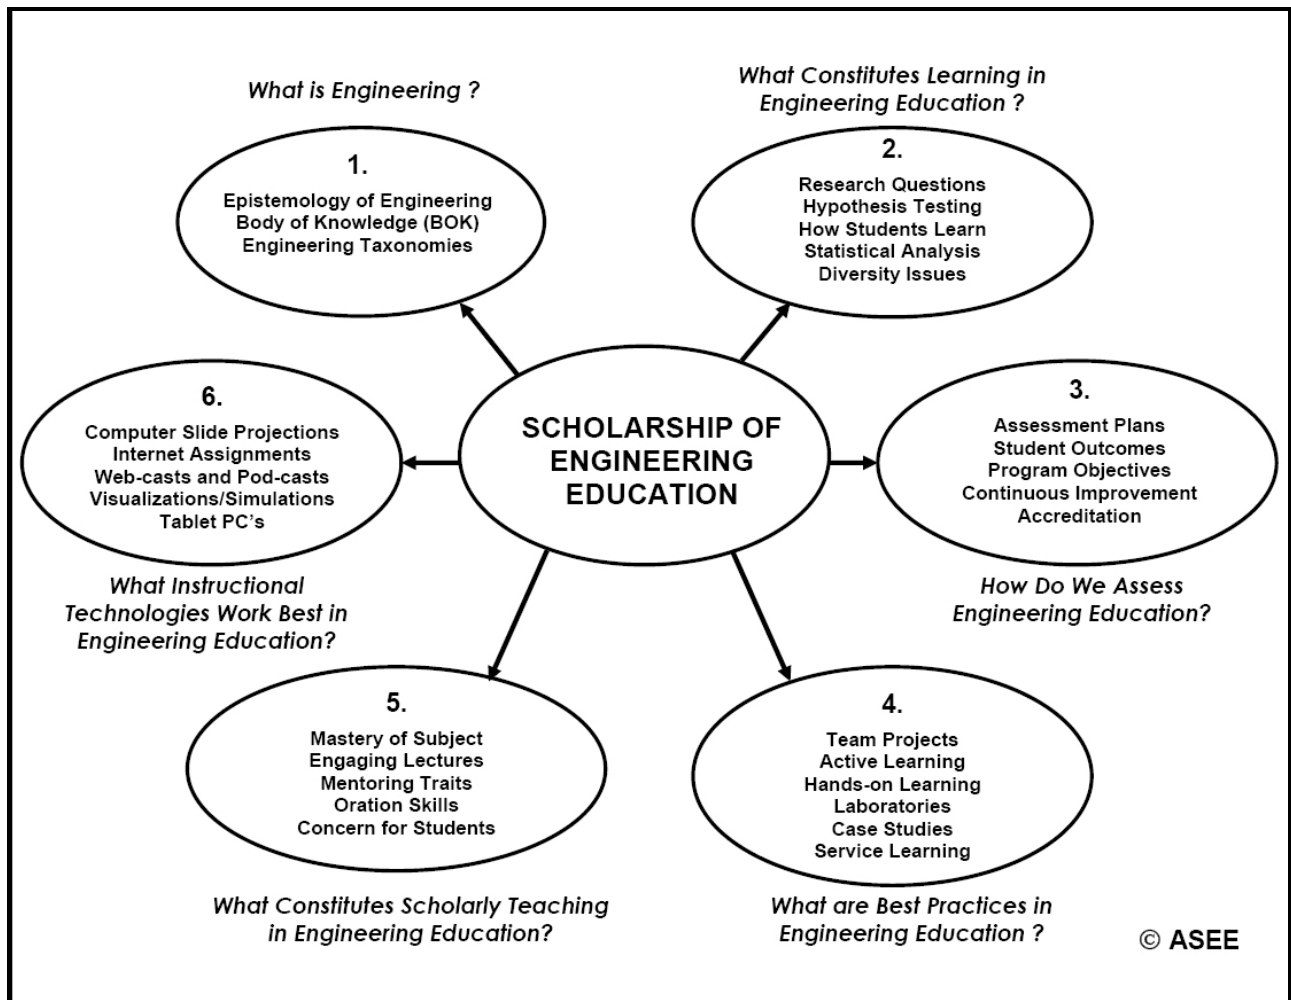 What is Engineering ?
1.
Epistemology of Engineering
Body of Knowledge (BOK)
Engineering Taxonomies
What Constitutes Learning in
Engineering Education ?
2.
Research Questions
Hypothesis Testing
How Students Learn
Statistical Analysis
Diversity Issues
6.
Computer Slide Projections
Internet Assignments
Web-casts and Pod-casts
Visualizations/Simulations
Tablet PC's
What Instructional
Technologies Work Best in
Engineering Education?
SCHOLARSHIP OF
ENGINEERING
EDUCATION
3.
Assessment Plans
Student Outcomes
Program Objectives
Continuous Improvement
Accreditation
How Do We Assess
Engineering Education?
5.
Mastery of Subject
Engaging Lectures
Mentoring Traits
Oration Skills
Concern for Students
What Constitutes Scholarly Teaching
in Engineering Education?
4.
Team Projects
Active Learning
Hands-on Learning
Laboratories
Case Studies
Service Learning
What are Best Practices in
Engineering Education ?
© ASEE